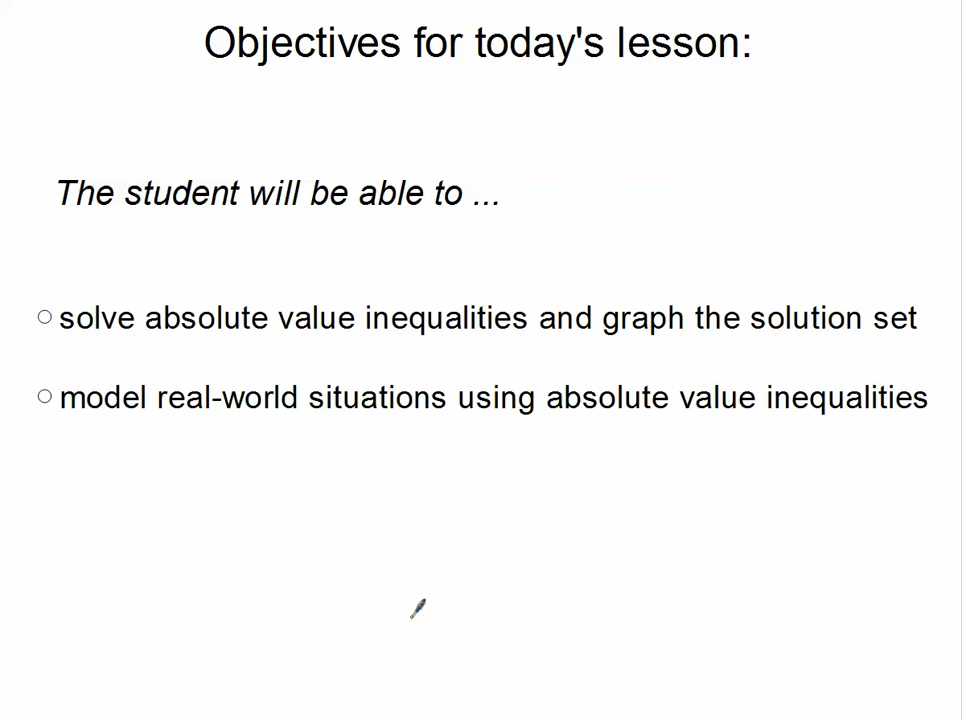 Objectives for today's lesson:
The student will be able to ...
solve absolute value inequalities and graph the solution set
model real-world situations using absolute value inequalities